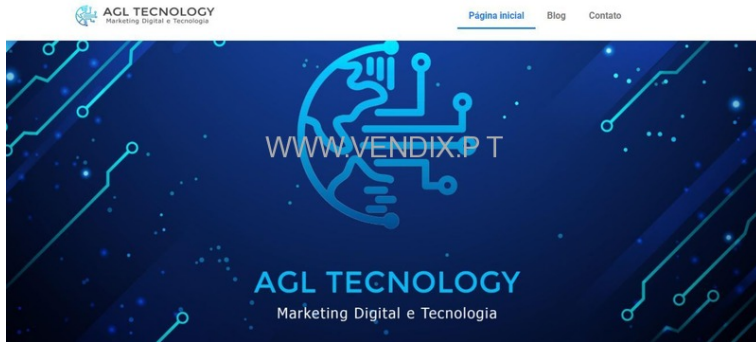 AGL TECNOLOGY
Marketing Digital e Tecnologia
Página inicial Blog Contato
WWW.VENDIX.PT
AGL TECNOLOGY
Marketing Digital e Tecnologia